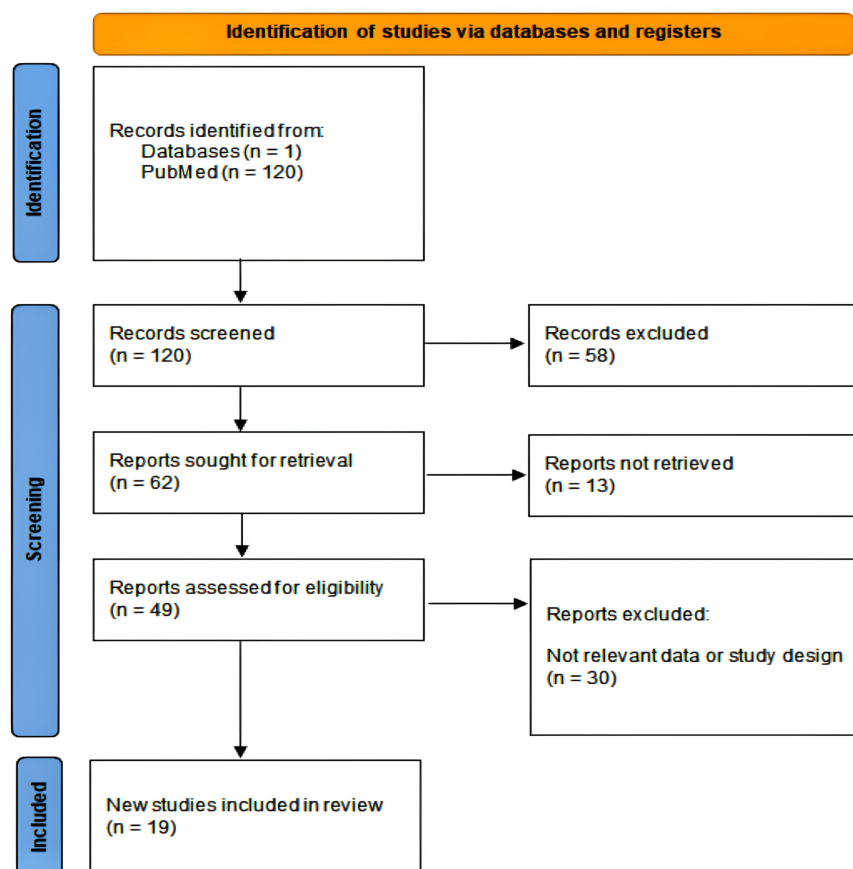 Identification of studies via databases and registers
Identification
Records identified from:
Databases (n = 1)
PubMed (n = 120)
Screening
Records screened
(n = 120)
Records excluded
(n = 58)
Reports sought for retrieval
(n = 62)
Reports not retrieved
(n = 13)
Reports assessed for eligibility
(n = 49)
Reports excluded:
Not relevant data or study design
(n = 30)
Included
New studies included in review
(n = 19)